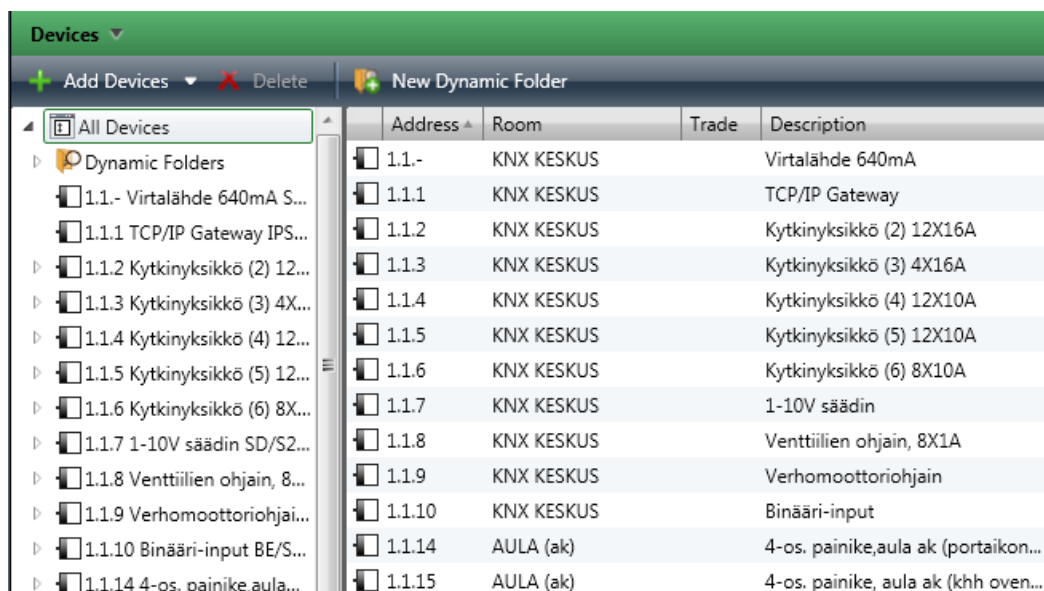 Devices
Add Devices Delete New Dynamic Folder
All Devices
Dynamic Folders
1.1.- Virtalähde 640mA S...
1.1.1 TCP/IP Gateway IPS...
1.1.2 Kytkinyksikkö (2) 12...
1.1.3 Kytkinyksikkö (3) 4X...
1.1.4 Kytkinyksikkö (4) 12...
1.1.5 Kytkinyksikkö (5) 12...
1.1.6 Kytkinyksikkö (6) 8X...
1.1.7 1-10V säädin SD/S2...
1.1.8 Venttiilien ohjain, 8...
1.1.9 Verhomoottoriohjai...
1.1.10 Binääri-input BE/S...
1.1.14 4-os. painike,aula...
Address Room Trade Description
1.1.- KNX KESKUS Virtalähde 640mA
1.1.1 KNX KESKUS TCP/IP Gateway
1.1.2 KNX KESKUS Kytkinyksikkö (2) 12X16A
1.1.3 KNX KESKUS Kytkinyksikkö (3) 4X16A
1.1.4 KNX KESKUS Kytkinyksikkö (4) 12X10A
1.1.5 KNX KESKUS Kytkinyksikkö (5) 12X10A
1.1.6 KNX KESKUS Kytkinyksikkö (6) 8X10A
1.1.7 KNX KESKUS 1-10V säädin
1.1.8 KNX KESKUS Venttiilien ohjain, 8X1A
1.1.9 KNX KESKUS Verhomoottoriohjain
1.1.10 KNX KESKUS Binääri-input
1.1.14 AULA (ak) 4-os. painike,aula ak (portaikon...
1.1.15 AULA (ak) 4-os. painike, aula ak (khh oven...